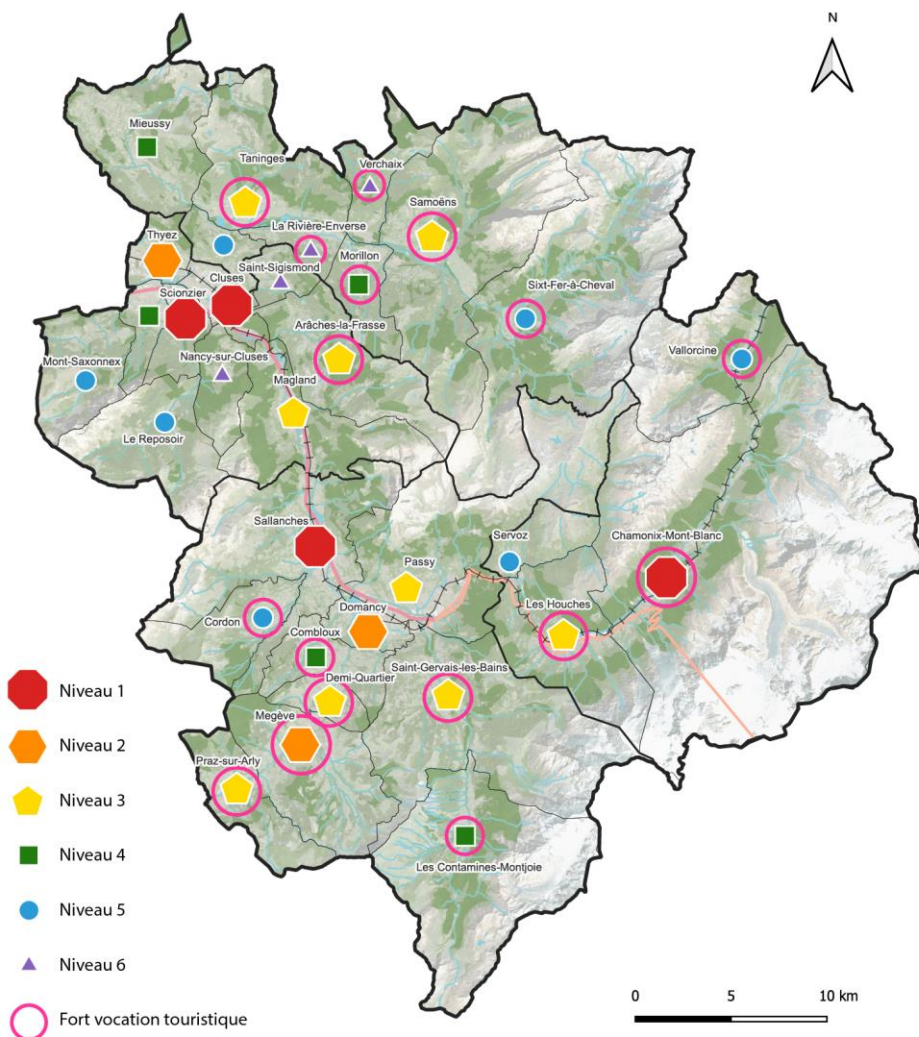 N
Mieussy
Taninges
Verchaix
Samoëns
La Rivière-Enverse
Thyez
Morillon
Saint-Sigismond
Cluses
Sixt-Fer-à-Cheval
Scionzier
Arâches-la-Frasse
Mont-Saxonnex
Nancy-sur-Cluses
Vallorcine
Magland
Le Reposoir
Sallanches
Servoz
Chamonix-Mont-Blanc
Passy
Les Houches
Cordon
Domancy
Combloux
Saint-Gervais-les-Bains
Demi-Quartier
Megève
Praz-sur-Arly
Les Contamines-Montjoie
Niveau 1
Niveau 2
Niveau 3
Niveau 4
Niveau 5
Niveau 6
Fort vocation touristique
0 5 10 km